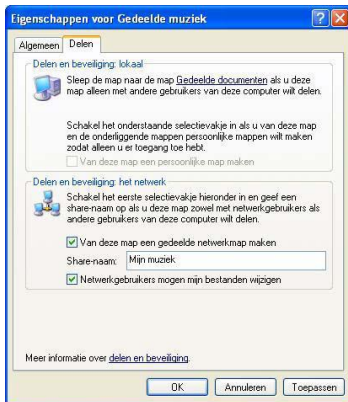 Eigenschappen voor Gedeelde muziek
Algemeen
Delen
Delen en beveiliging: lokaal
Sleep de map naar de map Gedeelde documenten als u deze
map alleen met andere gebruikers van deze computer wilt delen.
Schakel het onderstaande selectievakje in als u van deze map
en de onderliggende mappen persoonlijke mappen wilt maken
zodat alleen u er toegang toe hebt.
Van deze map een persoonlijke map maken
Delen en beveiliging: het netwerk
Schakel het eerste selectievakje hieronder in en geef een
share-naam op als u deze map zowel met netwerkgebruikers als
andere gebruikers van deze computer wilt delen.
Van deze map een gedeelde netwerkmap maken
Share-naam: Mijn muziek
Netwerkgebruikers mogen mijn bestanden wijzigen
Meer informatie over delen en beveiliging.
OK
Annuleren
Toepassen